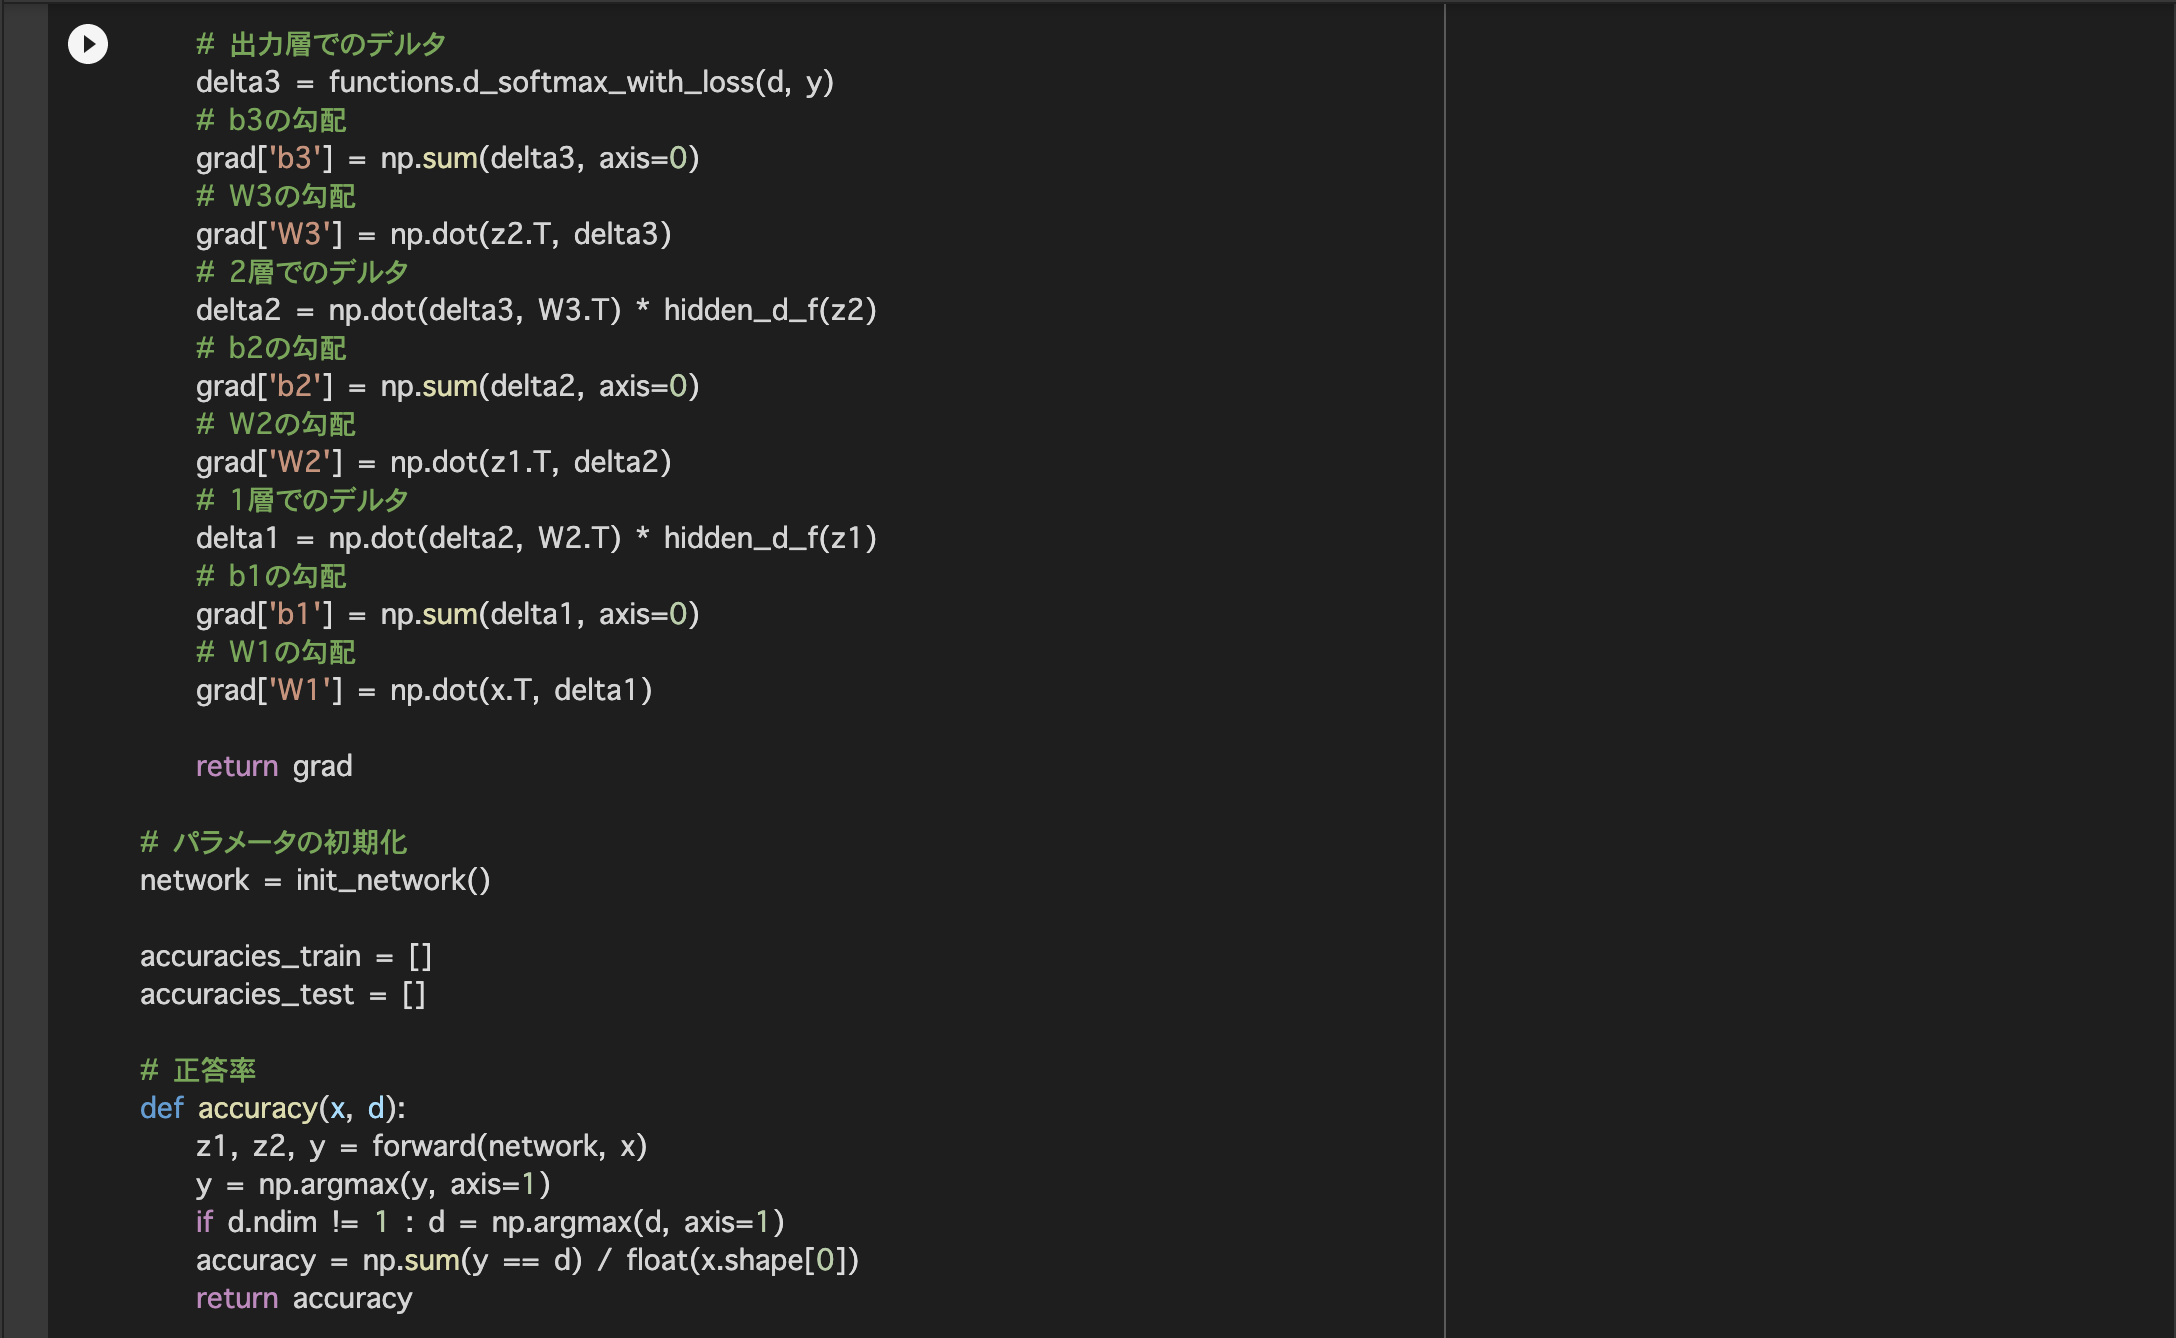 # 出力層でのデルタ
delta3 = functions.d_softmax_with_loss(d, y)
# b3の勾配
grad['b3'] = np.sum(delta3, axis=0)
# W3の勾配
grad['W3'] = np.dot(z2.T, delta3)
# 2層でのデルタ
delta2 = np.dot(delta3, W3.T) * hidden_d_f(z2)
# b2の勾配
grad['b2'] = np.sum(delta2, axis=0)
# W2の勾配
grad['W2'] = np.dot(z1.T, delta2)
# 1層でのデルタ
delta1 = np.dot(delta2, W2.T) * hidden_d_f(z1)
# b1の勾配
grad['b1'] = np.sum(delta1, axis=0)
# W1の勾配
grad['W1'] = np.dot(x.T, delta1)
return grad
# パラメータの初期化
network = init_network()
accuracies_train = []
accuracies_test = []
# 正答率
def accuracy(x, d):
z1, z2, y = forward(network, x)
y = np.argmax(y, axis=1)
if d.ndim != 1 : d = np.argmax(d, axis=1)
accuracy = np.sum(y == d) / float(x.shape[0])
return accuracy